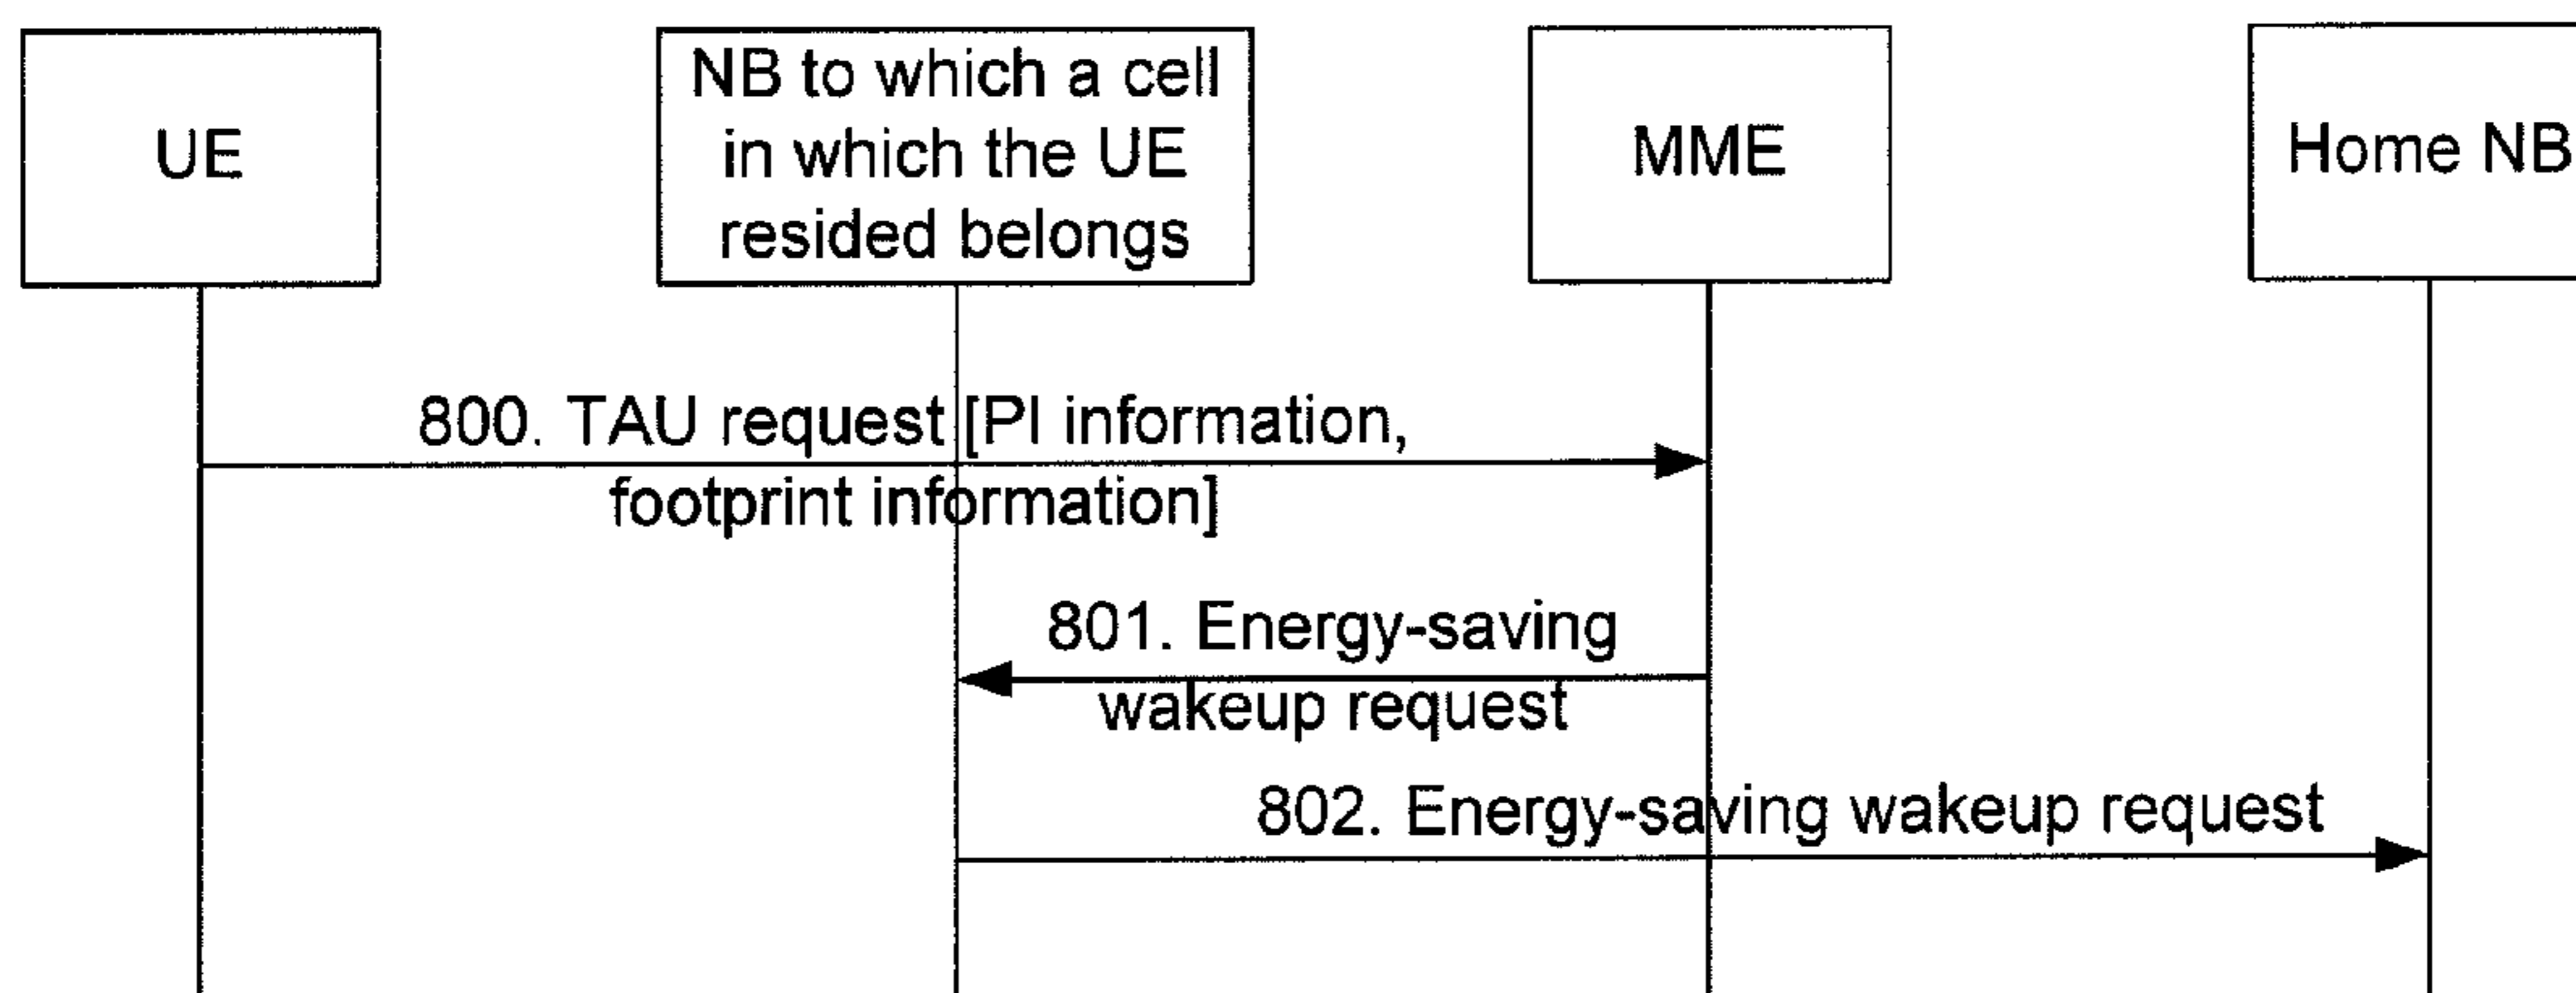 UE
NB to which a cell
in which the UE
resided belongs
MME
Home NB
800. TAU request [PI information,
footprint information]
801. Energy-saving
wakeup request
802. Energy-saving wakeup request